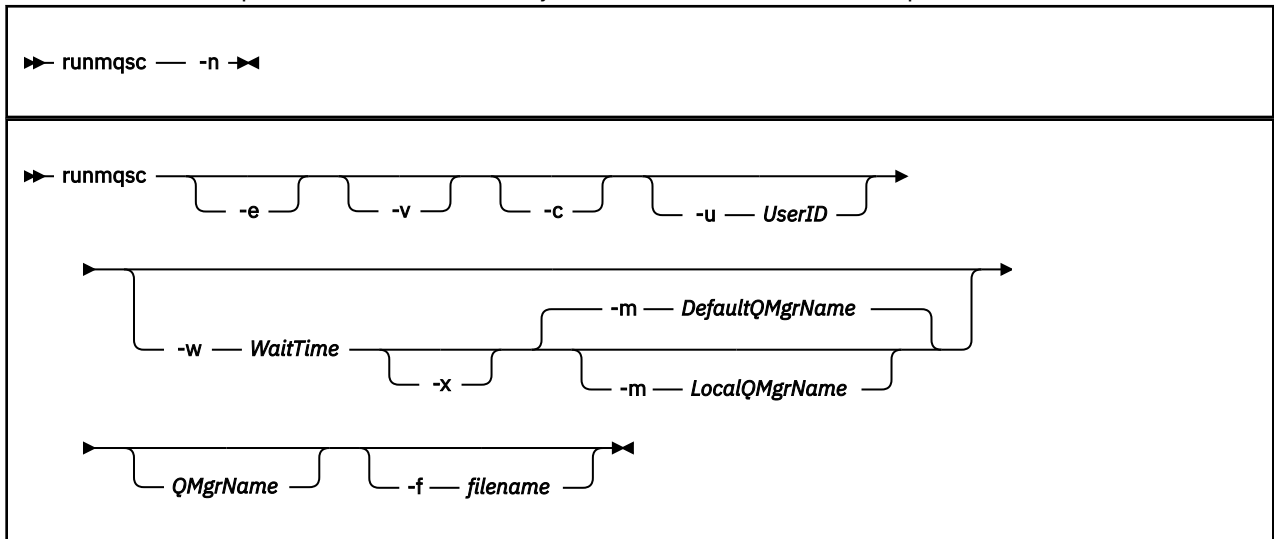 runmqsc -n
runmqsc
-e -v -c -u UserID
-m DefaultQMgrName
-w WaitTime
-x -m LocalQMgrName
QMgrName -f filename